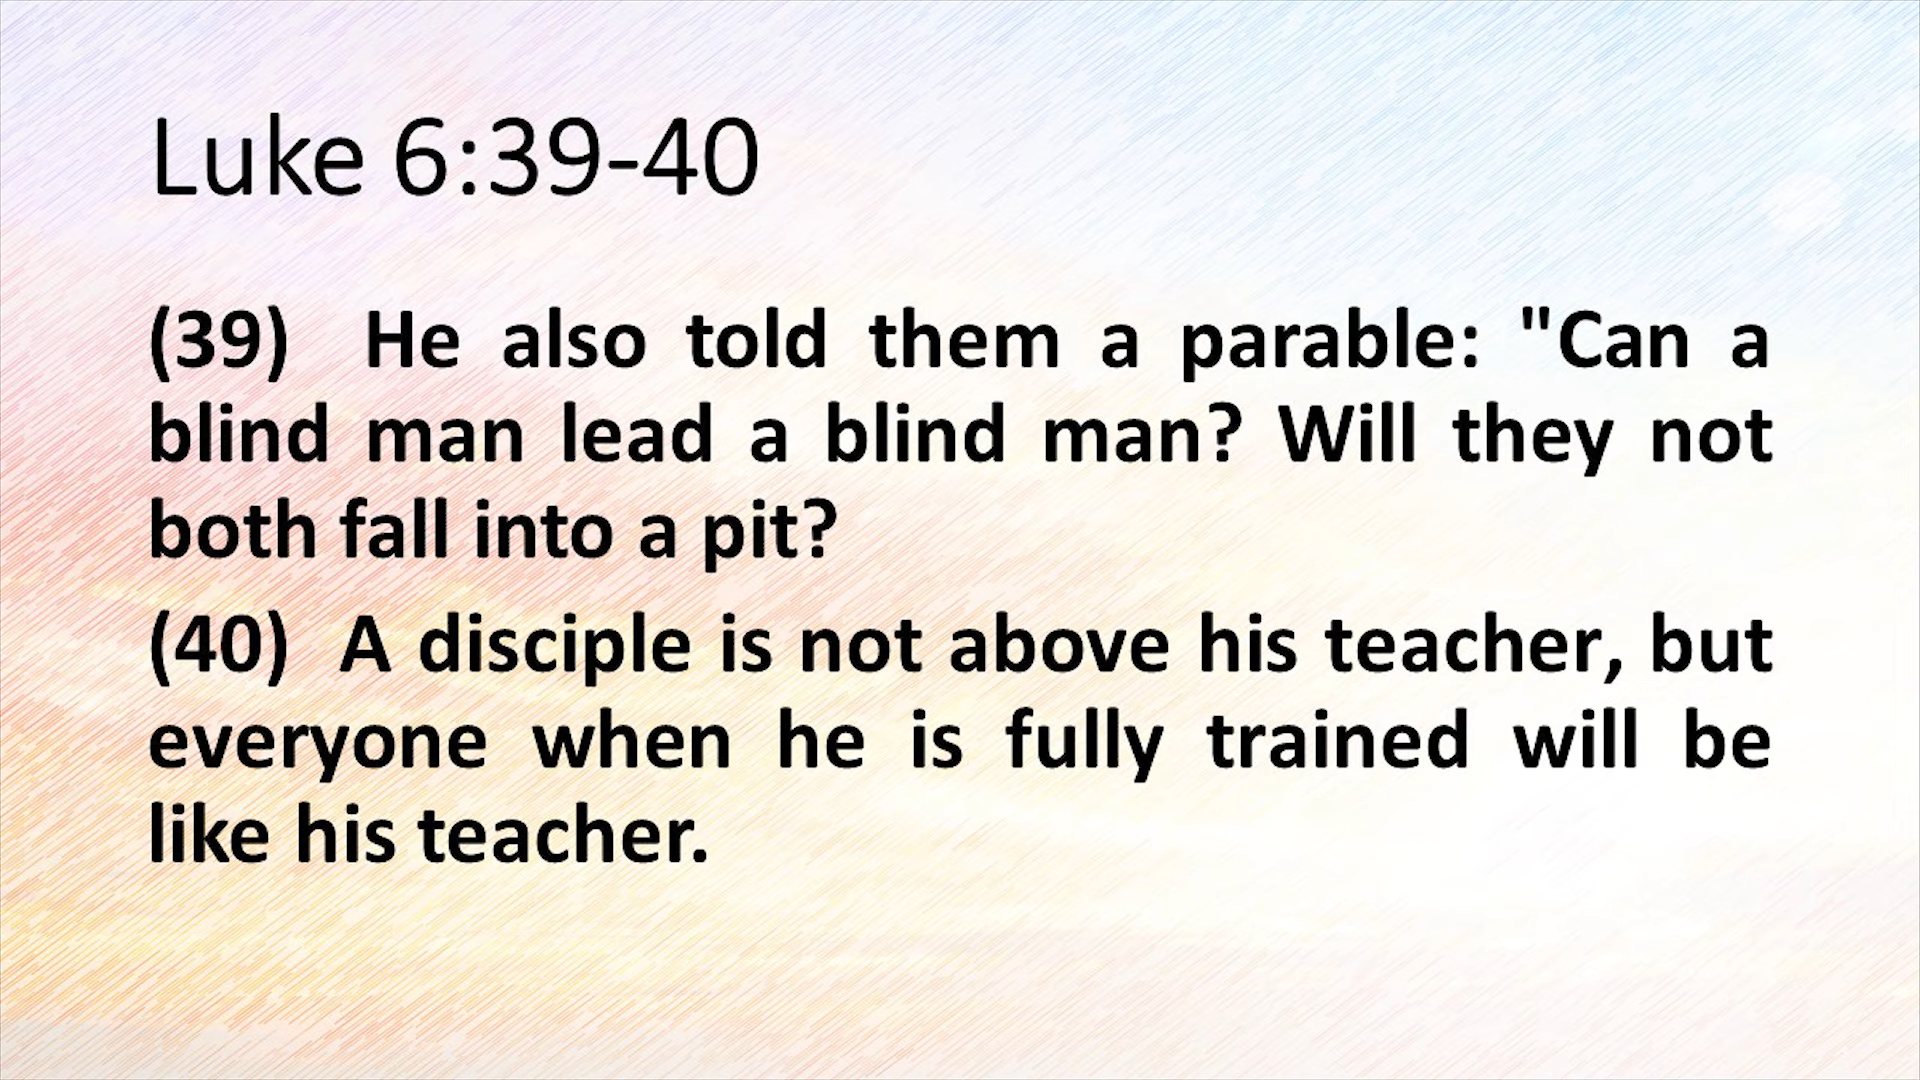 Luke 6:39-40
(39)  He also told them a parable: "Can a
blind man lead a blind man? Will they not
both fall into a pit?
(40)  A disciple is not above his teacher, but
everyone when he is fully trained will be
like his teacher.